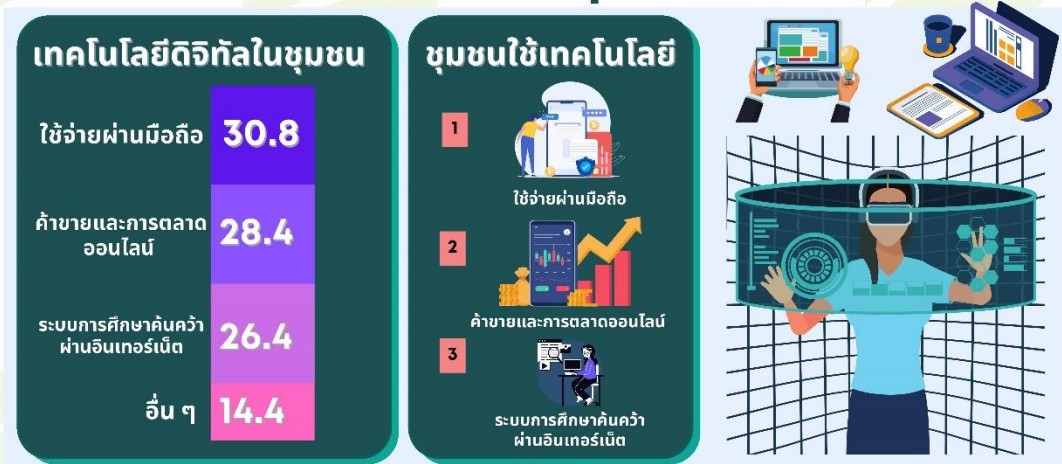 เทคโนโลยีดิจิทัลในชุมชน
ใช้จ่ายผ่านมือถือ 30.8
ค้าขายและการตลาด
ออนไลน์ 28.4
ระบบการศึกษาค้นคว้า
ผ่านอินเทอร์เน็ต 26.4
อื่น ๆ 14.4
ชุมชนใช้เทคโนโลยี
1
ใช้จ่ายผ่านมือถือ
2
ค้าขายและการตลาดออนไลน์
3
ระบบการศึกษาค้นคว้า
ผ่านอินเทอร์เน็ต